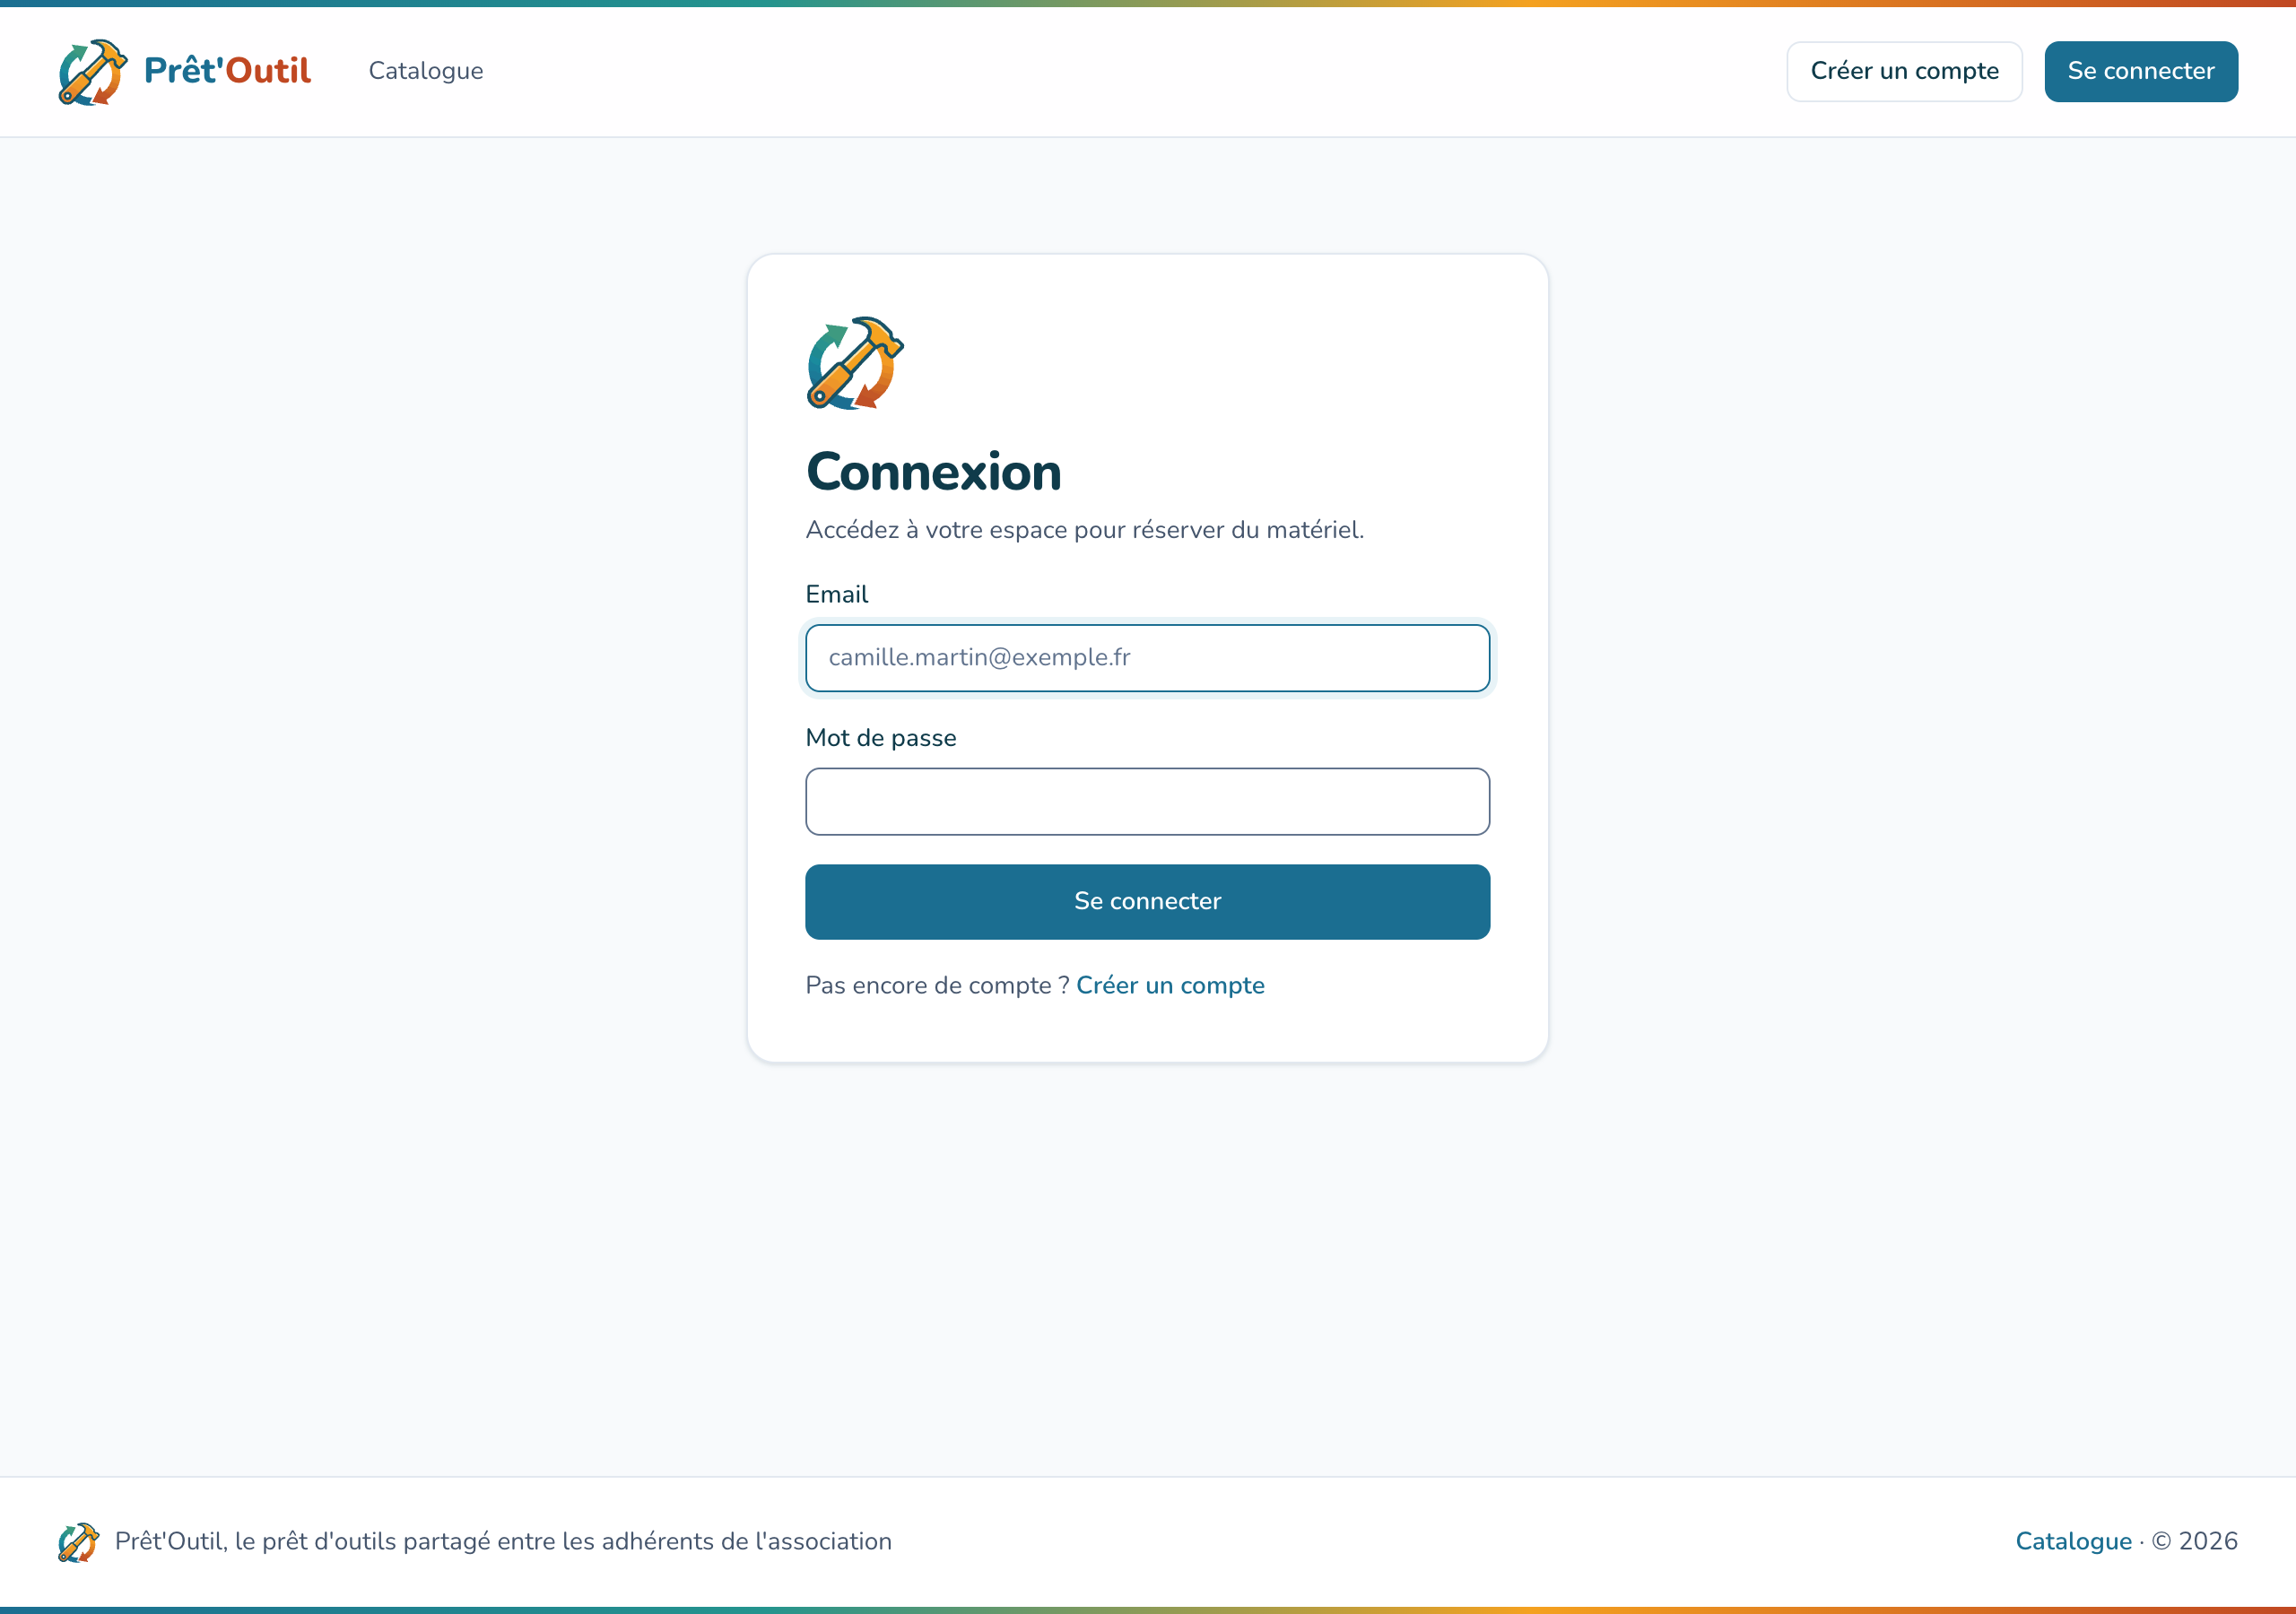 Prêt'Outil
Catalogue
Créer un compte
Se connecter
Connexion
Accédez à votre espace pour réserver du matériel.
Email
camille.martin@exemple.fr
Mot de passe
Se connecter
Pas encore de compte ? Créer un compte
Prêt'Outil, le prêt d'outils partagé entre les adhérents de l'association
Catalogue · © 2026